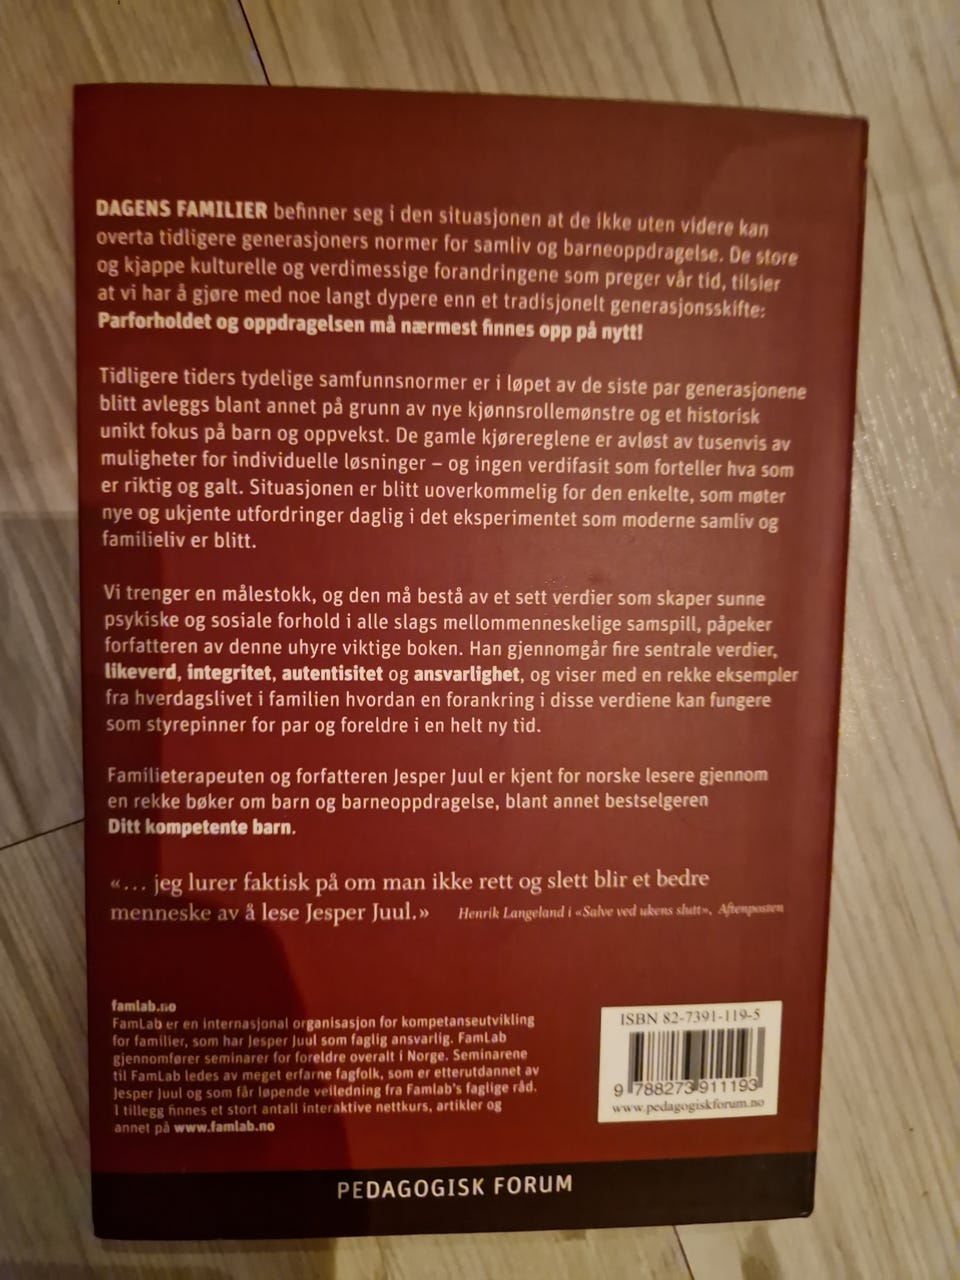 DAGENS FAMILIER befinner seg i den situasjonen at de ikke uten videre kan
overta tidligere generasjoners normer for samliv og barneoppdragelse. De store
og kjappe kulturelle og verdimessige forandringene som preger vår tid, tilsier
at vi har å gjøre med noe langt dypere enn et tradisjonelt generasjonsskifte:
Parforholdet og oppdragelsen må nærmest finnes opp på nytt!
Tidligere tiders tydelige samfunnsnormer er i løpet av de siste par generasjonene
blitt avleggs blant annet på grunn av nye kjønnsrollemønstre og et historisk
unikt fokus på barn og oppvekst. De gamle kjørereglene er avløst av tusenvis av
muligheter for individuelle løsninger – og ingen verdifasit som forteller hva som
er riktig og galt. Situasjonen er blitt uoverkommelig for den enkelte, som møter
nye og ukjente utfordringer daglig i det eksperimentet som moderne samliv og
familieliv er blitt.
Vi trenger en målestokk, og den må bestå av et sett verdier som skaper sunne
psykiske og sosiale forhold i alle slags mellommenneskelige samspill, påpeker
forfatteren av denne uhyre viktige boken. Han gjennomgår fire sentrale verdier,
likeverd, integritet, autentisitet og ansvarlighet, og viser med en rekke eksempler
fra hverdagslivet i familien hvordan en forankring i disse verdiene kan fungere
som styrepinner for par og foreldre i en helt ny tid.
Familieterapeuten og forfatteren Jesper Juul er kjent for norske lesere gjennom
en rekke bøker om barn og barneoppdragelse, blant annet bestselgeren
Ditt kompetente barn.
«... jeg lurer faktisk på om man ikke rett og slett blir et bedre
menneske av å lese Jesper Juul.» Henrik Langeland i «Salve ved ukens slutt», Aftenposten
famlab.no
FamLab er en internasjonal organisasjon for kompetanseutvikling
for familier, som har Jesper Juul som faglig ansvarlig. FamLab
gjennomfører seminarer for foreldre overalt i Norge. Seminarene
til FamLab ledes av meget erfarne fagfolk, som er etterutdannet av
Jesper Juul og som får løpende veiledning fra Famlab's faglige råd.
I tillegg finnes et stort antall interaktive nettkurs, artikler og
annet på www.famlab.no
ISBN 82-7391-119-5
9 788273 911193
www.pedagogiskforum.no
PEDAGOGISK FORUM